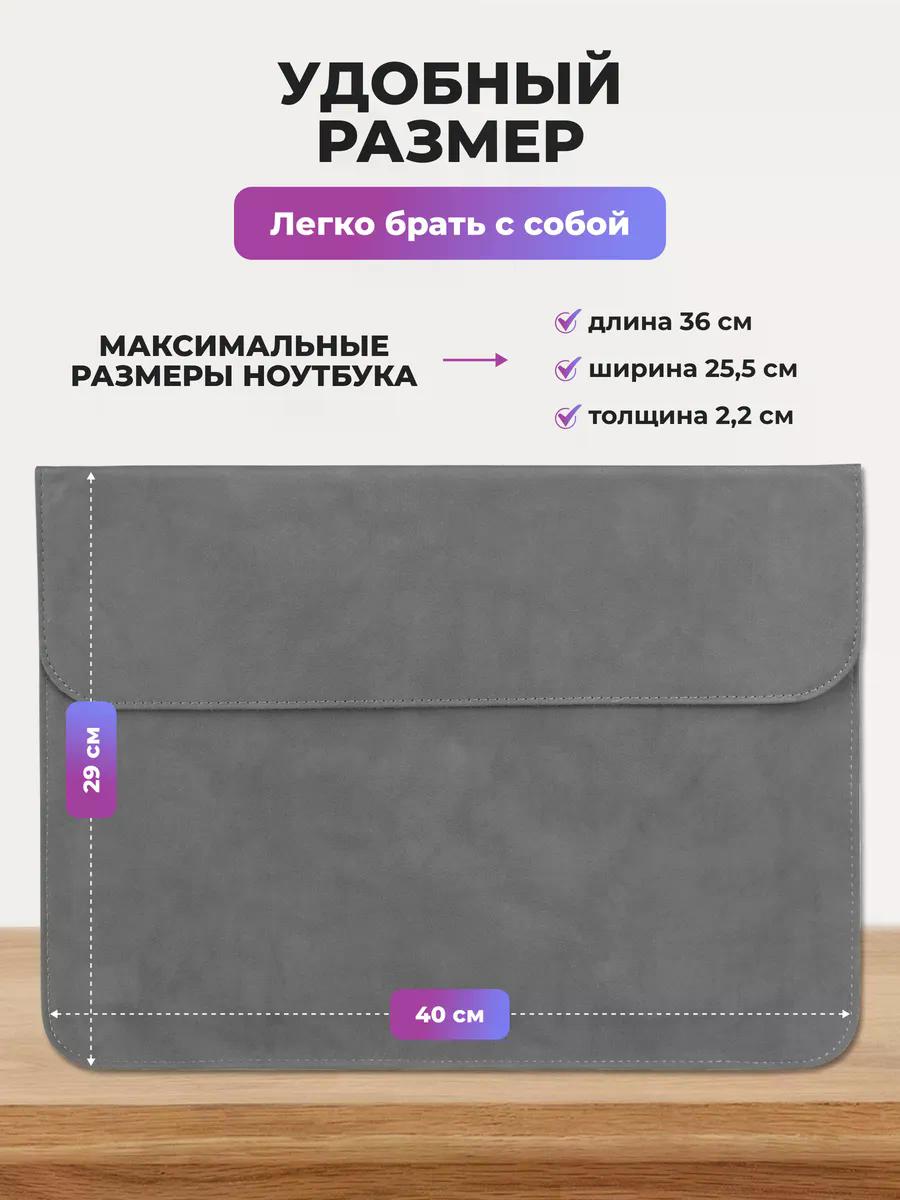 УДОБНЫЙ
РАЗМЕР
Легко брать с собой
МАКСИМАЛЬНЫЕ
РАЗМЕРЫ НОУТБУКА
длина 36 см
ширина 25,5 см
толщина 2,2 см
29 см
40 см